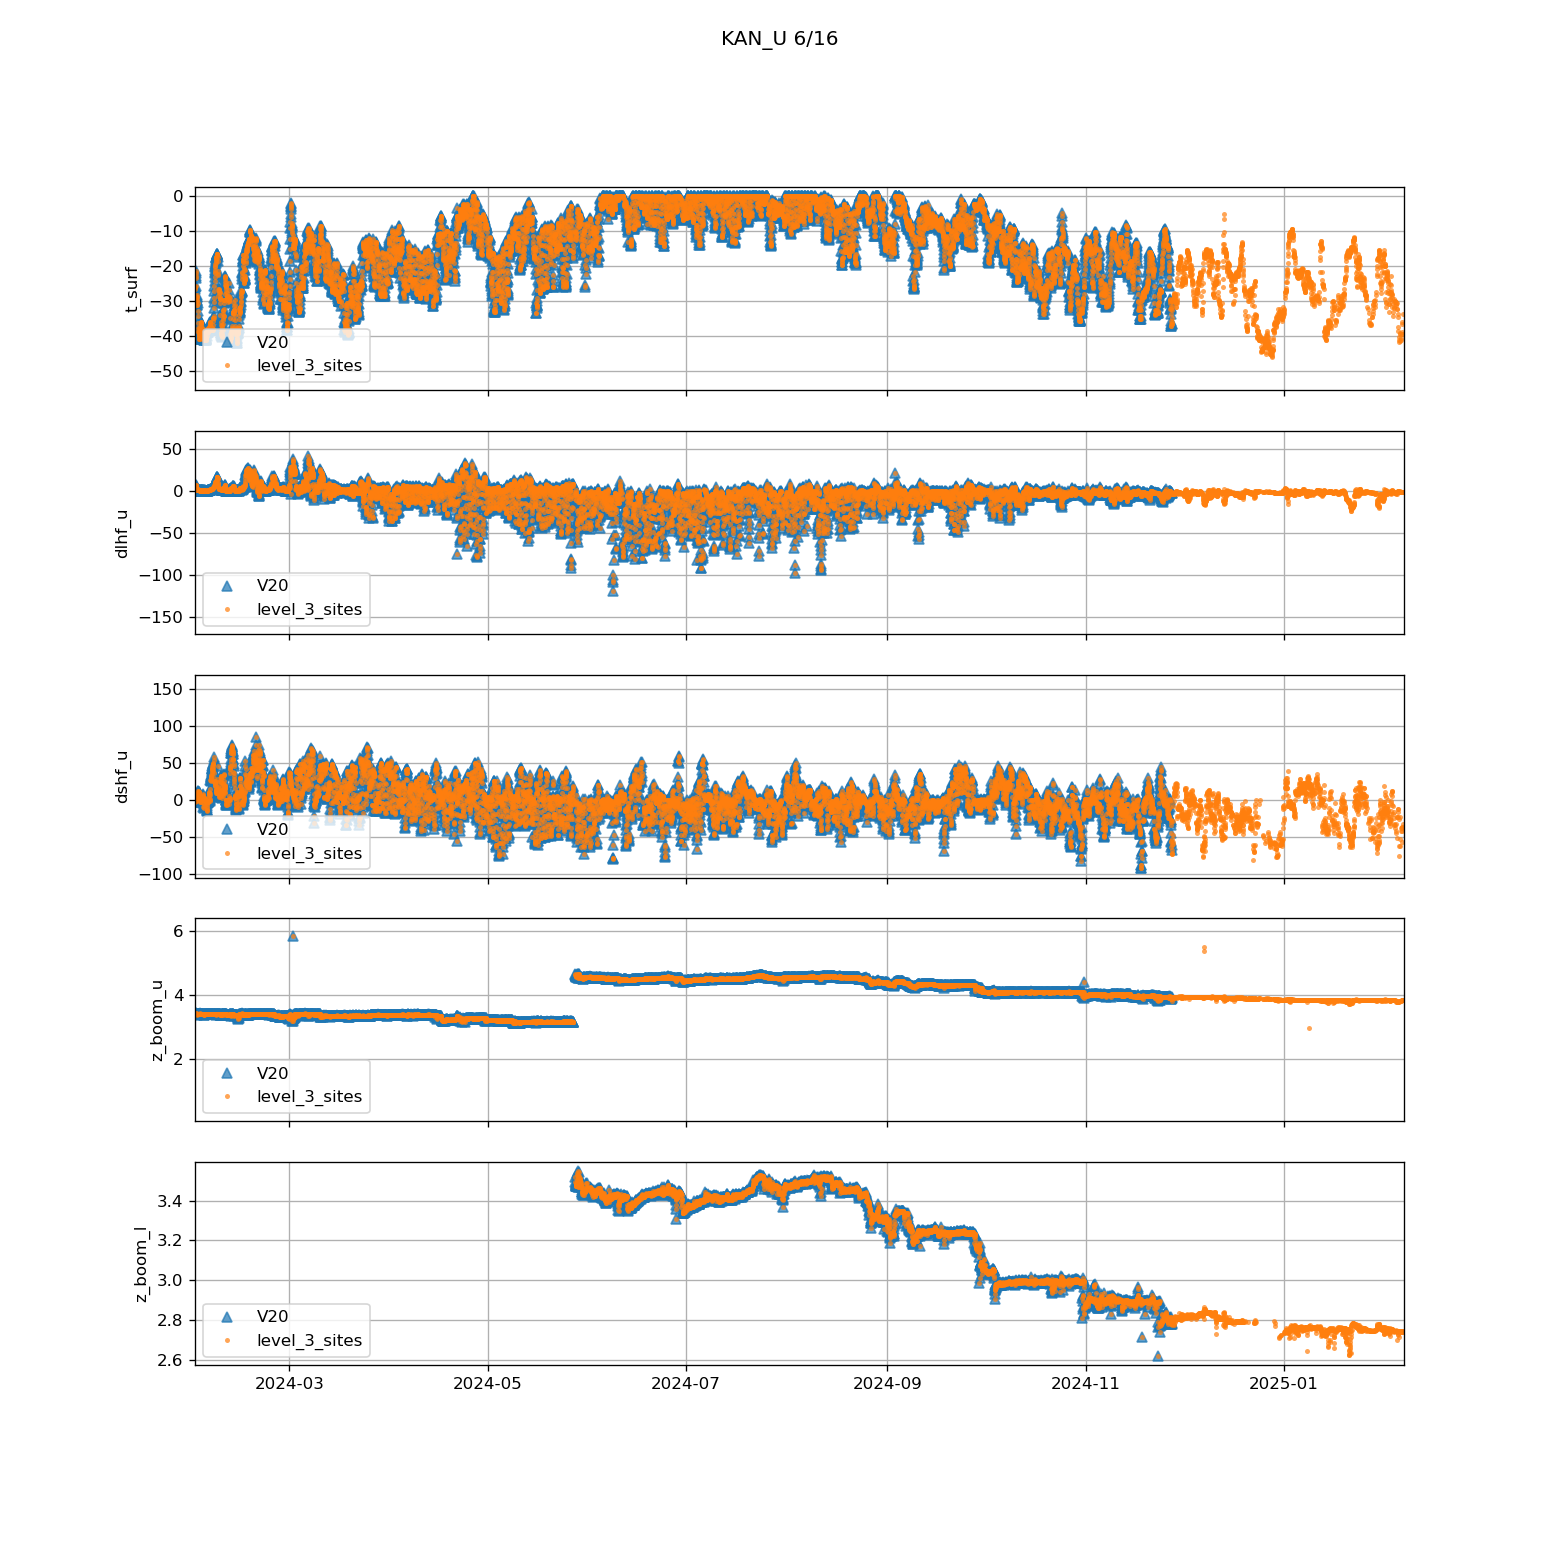 KAN_U 6/16
0
−10
−20
−30
−40
−50
t_surf
V20
level_3_sites
50
0
−50
−100
−150
dlhf_u
V20
level_3_sites
150
100
50
0
−50
−100
dshf_u
V20
level_3_sites
6
4
2
z_boom_u
V20
level_3_sites
3.4
3.2
3.0
2.8
2.6
z_boom_l
V20
level_3_sites
2024-03
2024-05
2024-07
2024-09
2024-11
2025-01